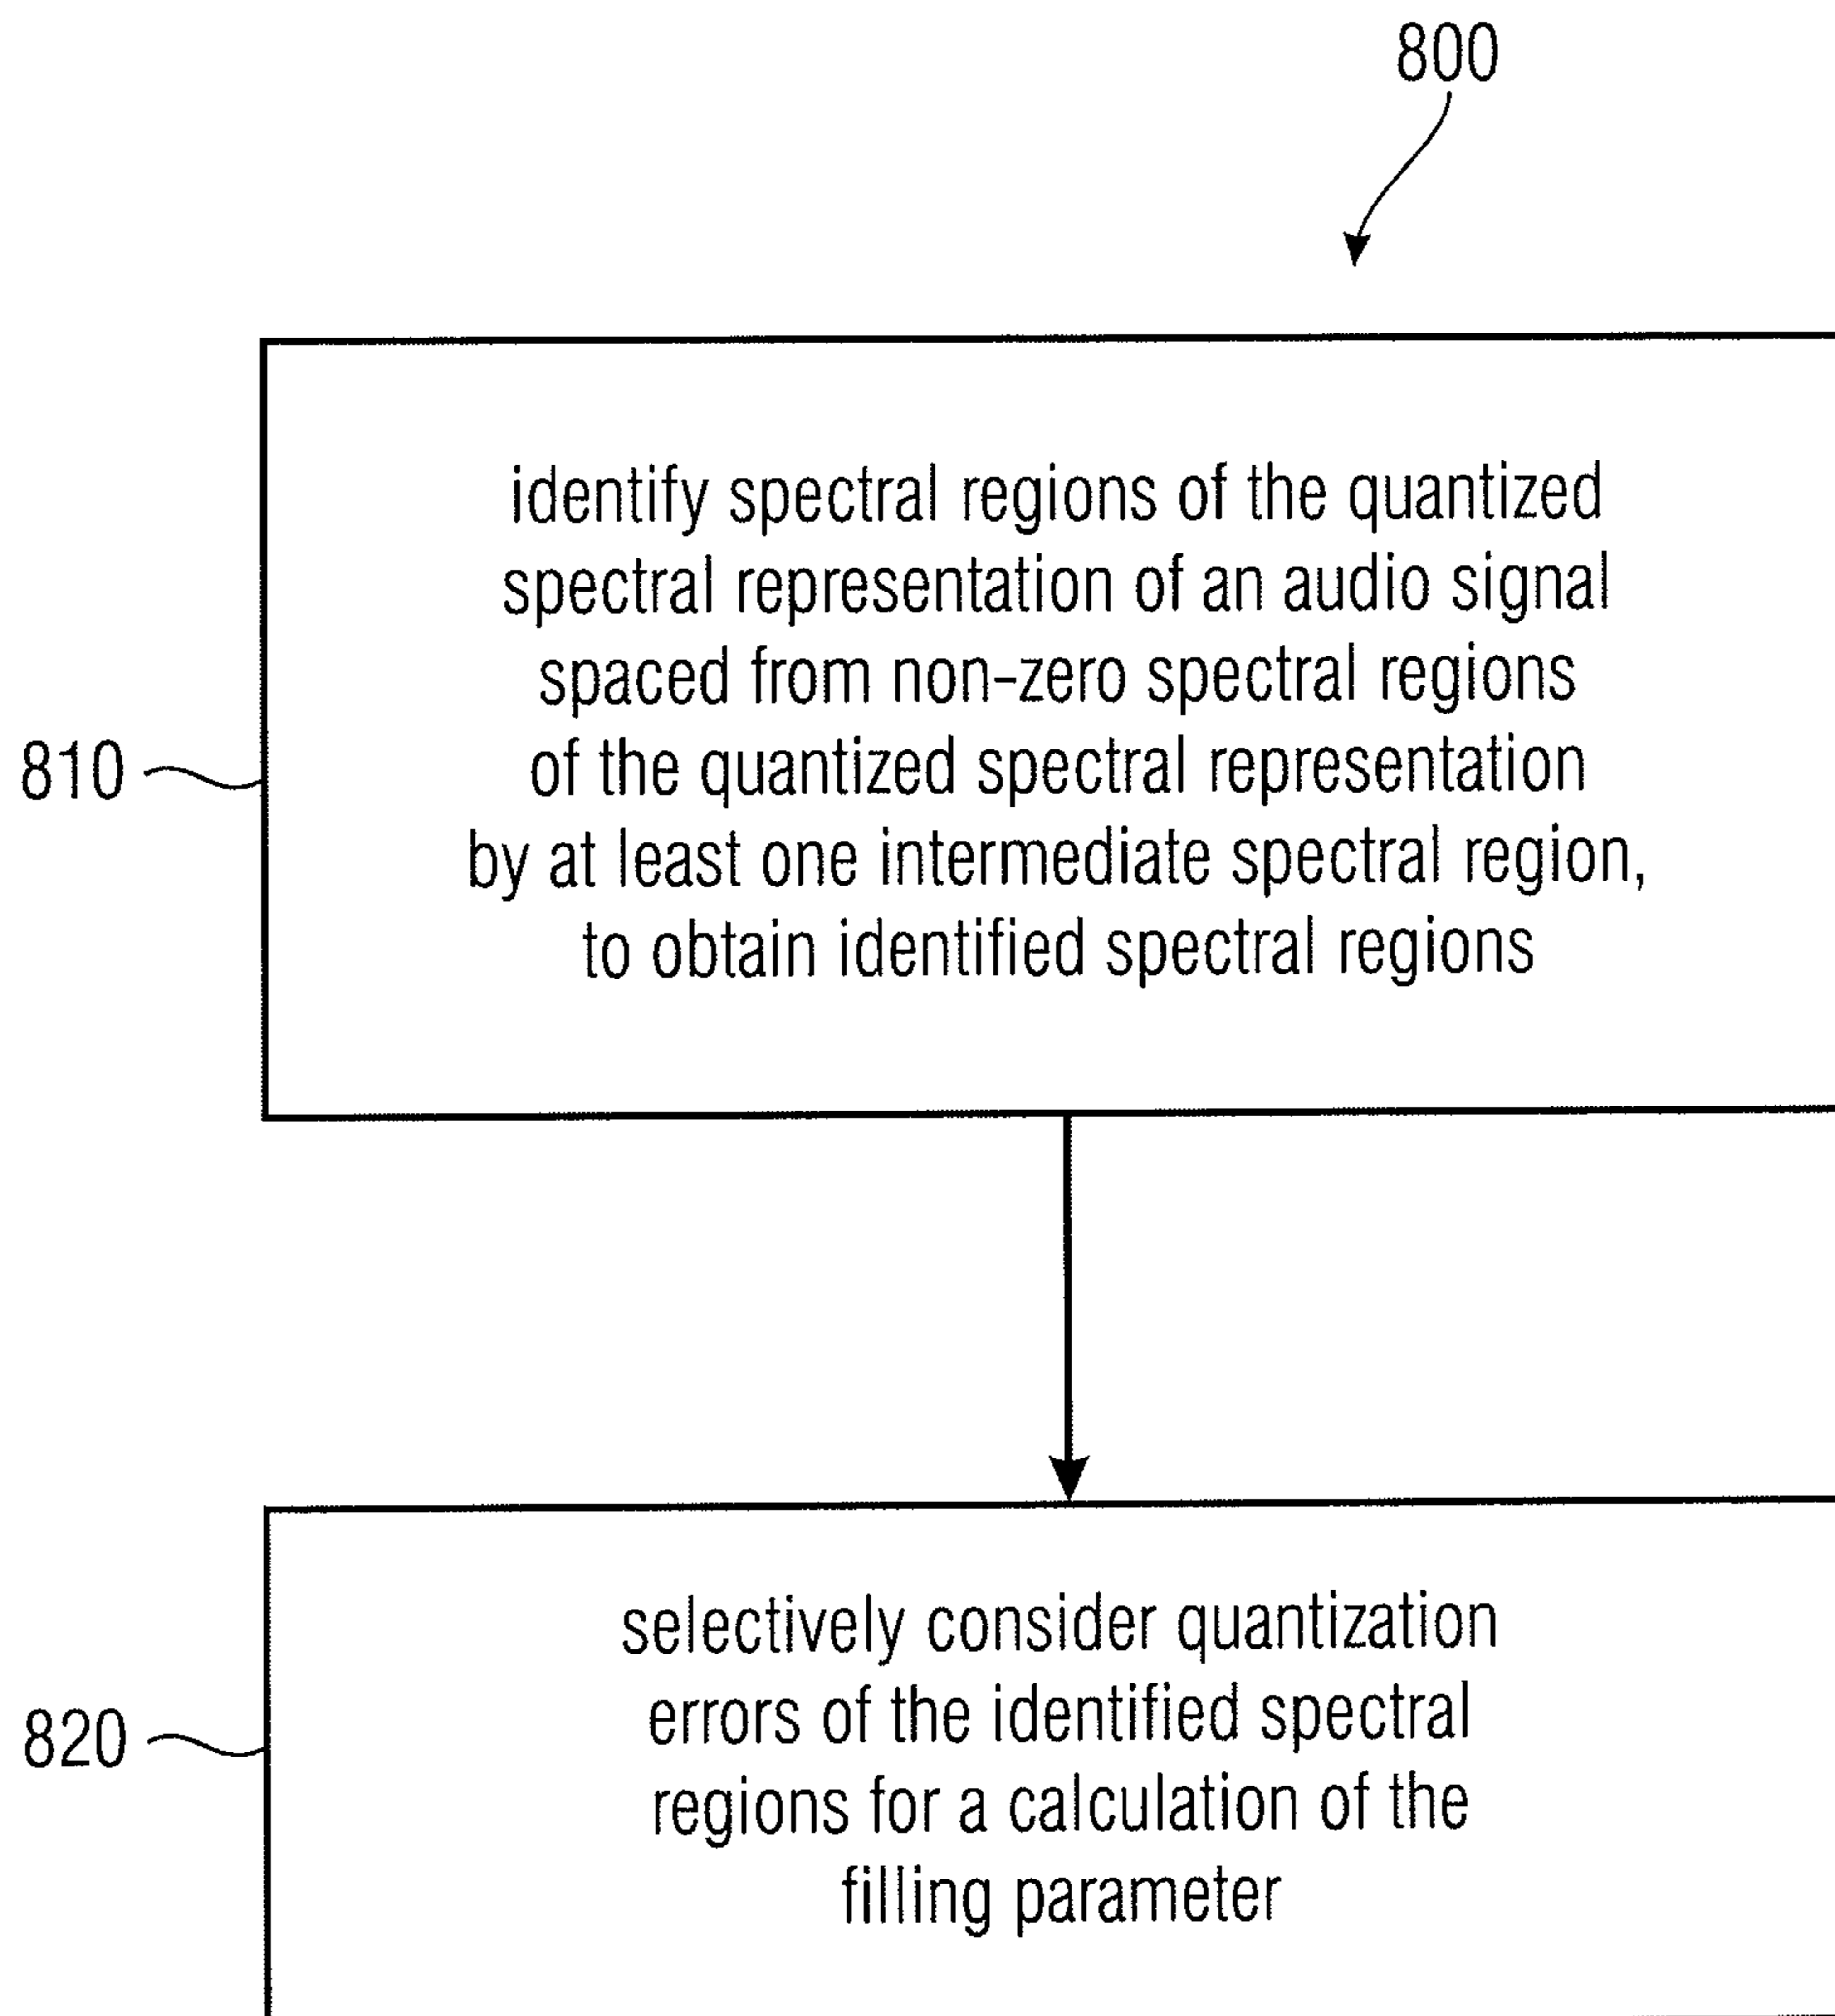 800
identify spectral regions of the quantized
spectral representation of an audio signal
spaced from non-zero spectral regions
of the quantized spectral representation
by at least one intermediate spectral region,
to obtain identified spectral regions
810
selectively consider quantization
errors of the identified spectral
regions for a calculation of the
filling parameter
820